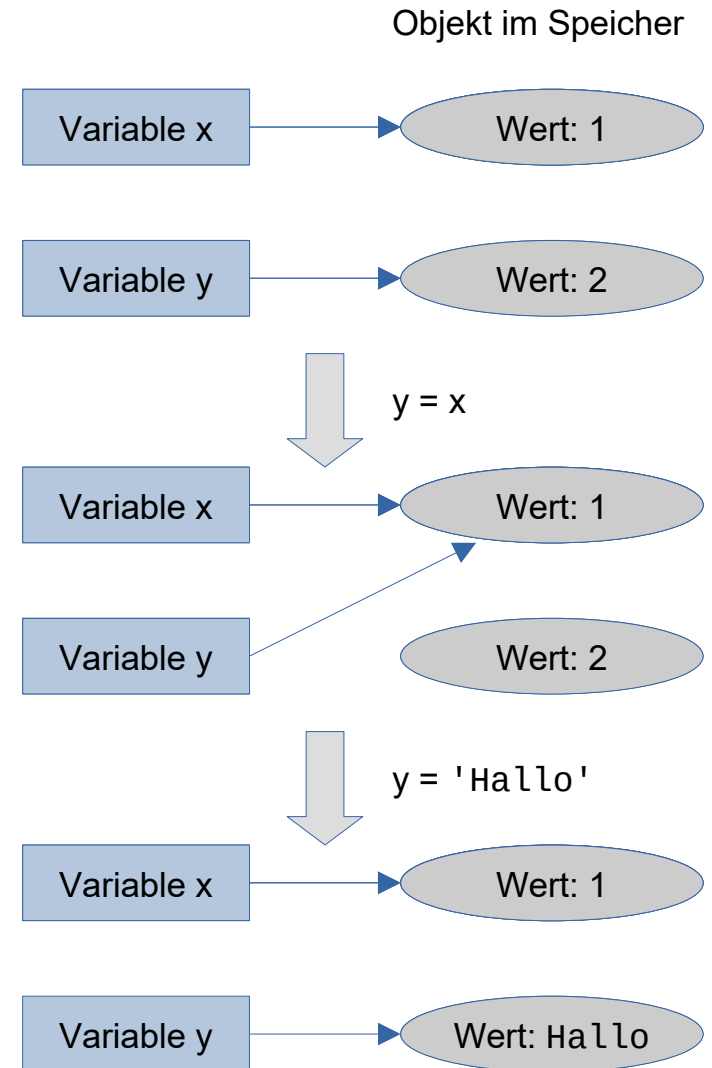 Objekt im Speicher
Variable x
Wert: 1
Variable y
Wert: 2
y = x
Variable x
Wert: 1
Variable y
Wert: 2
y = 'Hallo'
Variable x
Wert: 1
Variable y
Wert: Hallo